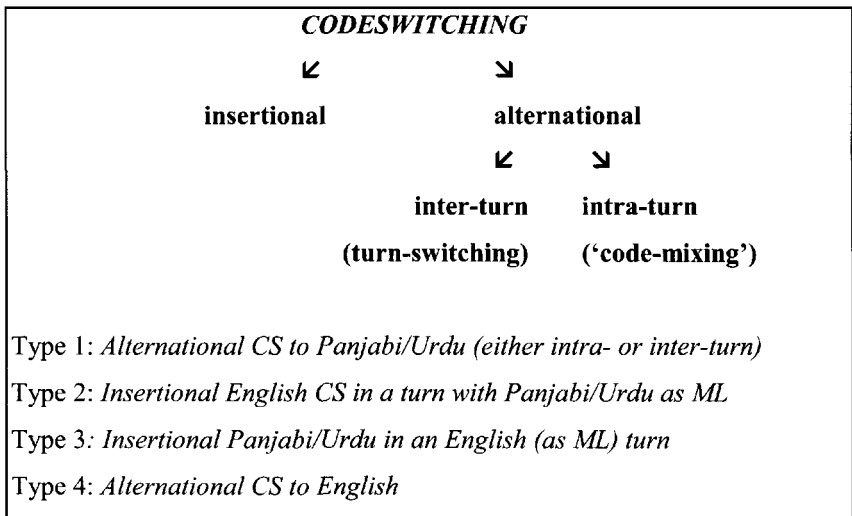 CODESWITCHING
↙ ↘
insertional alternational
↙ ↘
inter-turn intra-turn
(turn-switching) (‘code-mixing’)
Type 1: Alternational CS to Panjabi/Urdu (either intra- or inter-turn)
Type 2: Insertional English CS in a turn with Panjabi/Urdu as ML
Type 3: Insertional Panjabi/Urdu in an English (as ML) turn
Type 4: Alternational CS to English